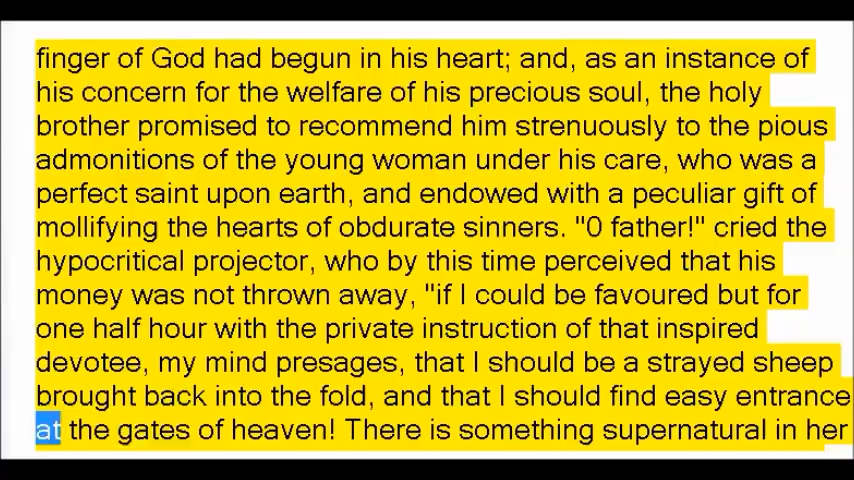 finger of God had begun in his heart; and, as an instance of
his concern for the welfare of his precious soul, the holy
brother promised to recommend him strenuously to the pious
admonitions of the young woman under his care, who was a
perfect saint upon earth, and endowed with a peculiar gift of
mollifying the hearts of obdurate sinners. "0 father!" cried the
hypocritical projector, who by this time perceived that his
money was not thrown away, "if I could be favoured but for
one half hour with the private instruction of that inspired
devotee, my mind presages, that I should be a strayed sheep
brought back into the fold, and that I should find easy entrance
at the gates of heaven! There is something supernatural in her